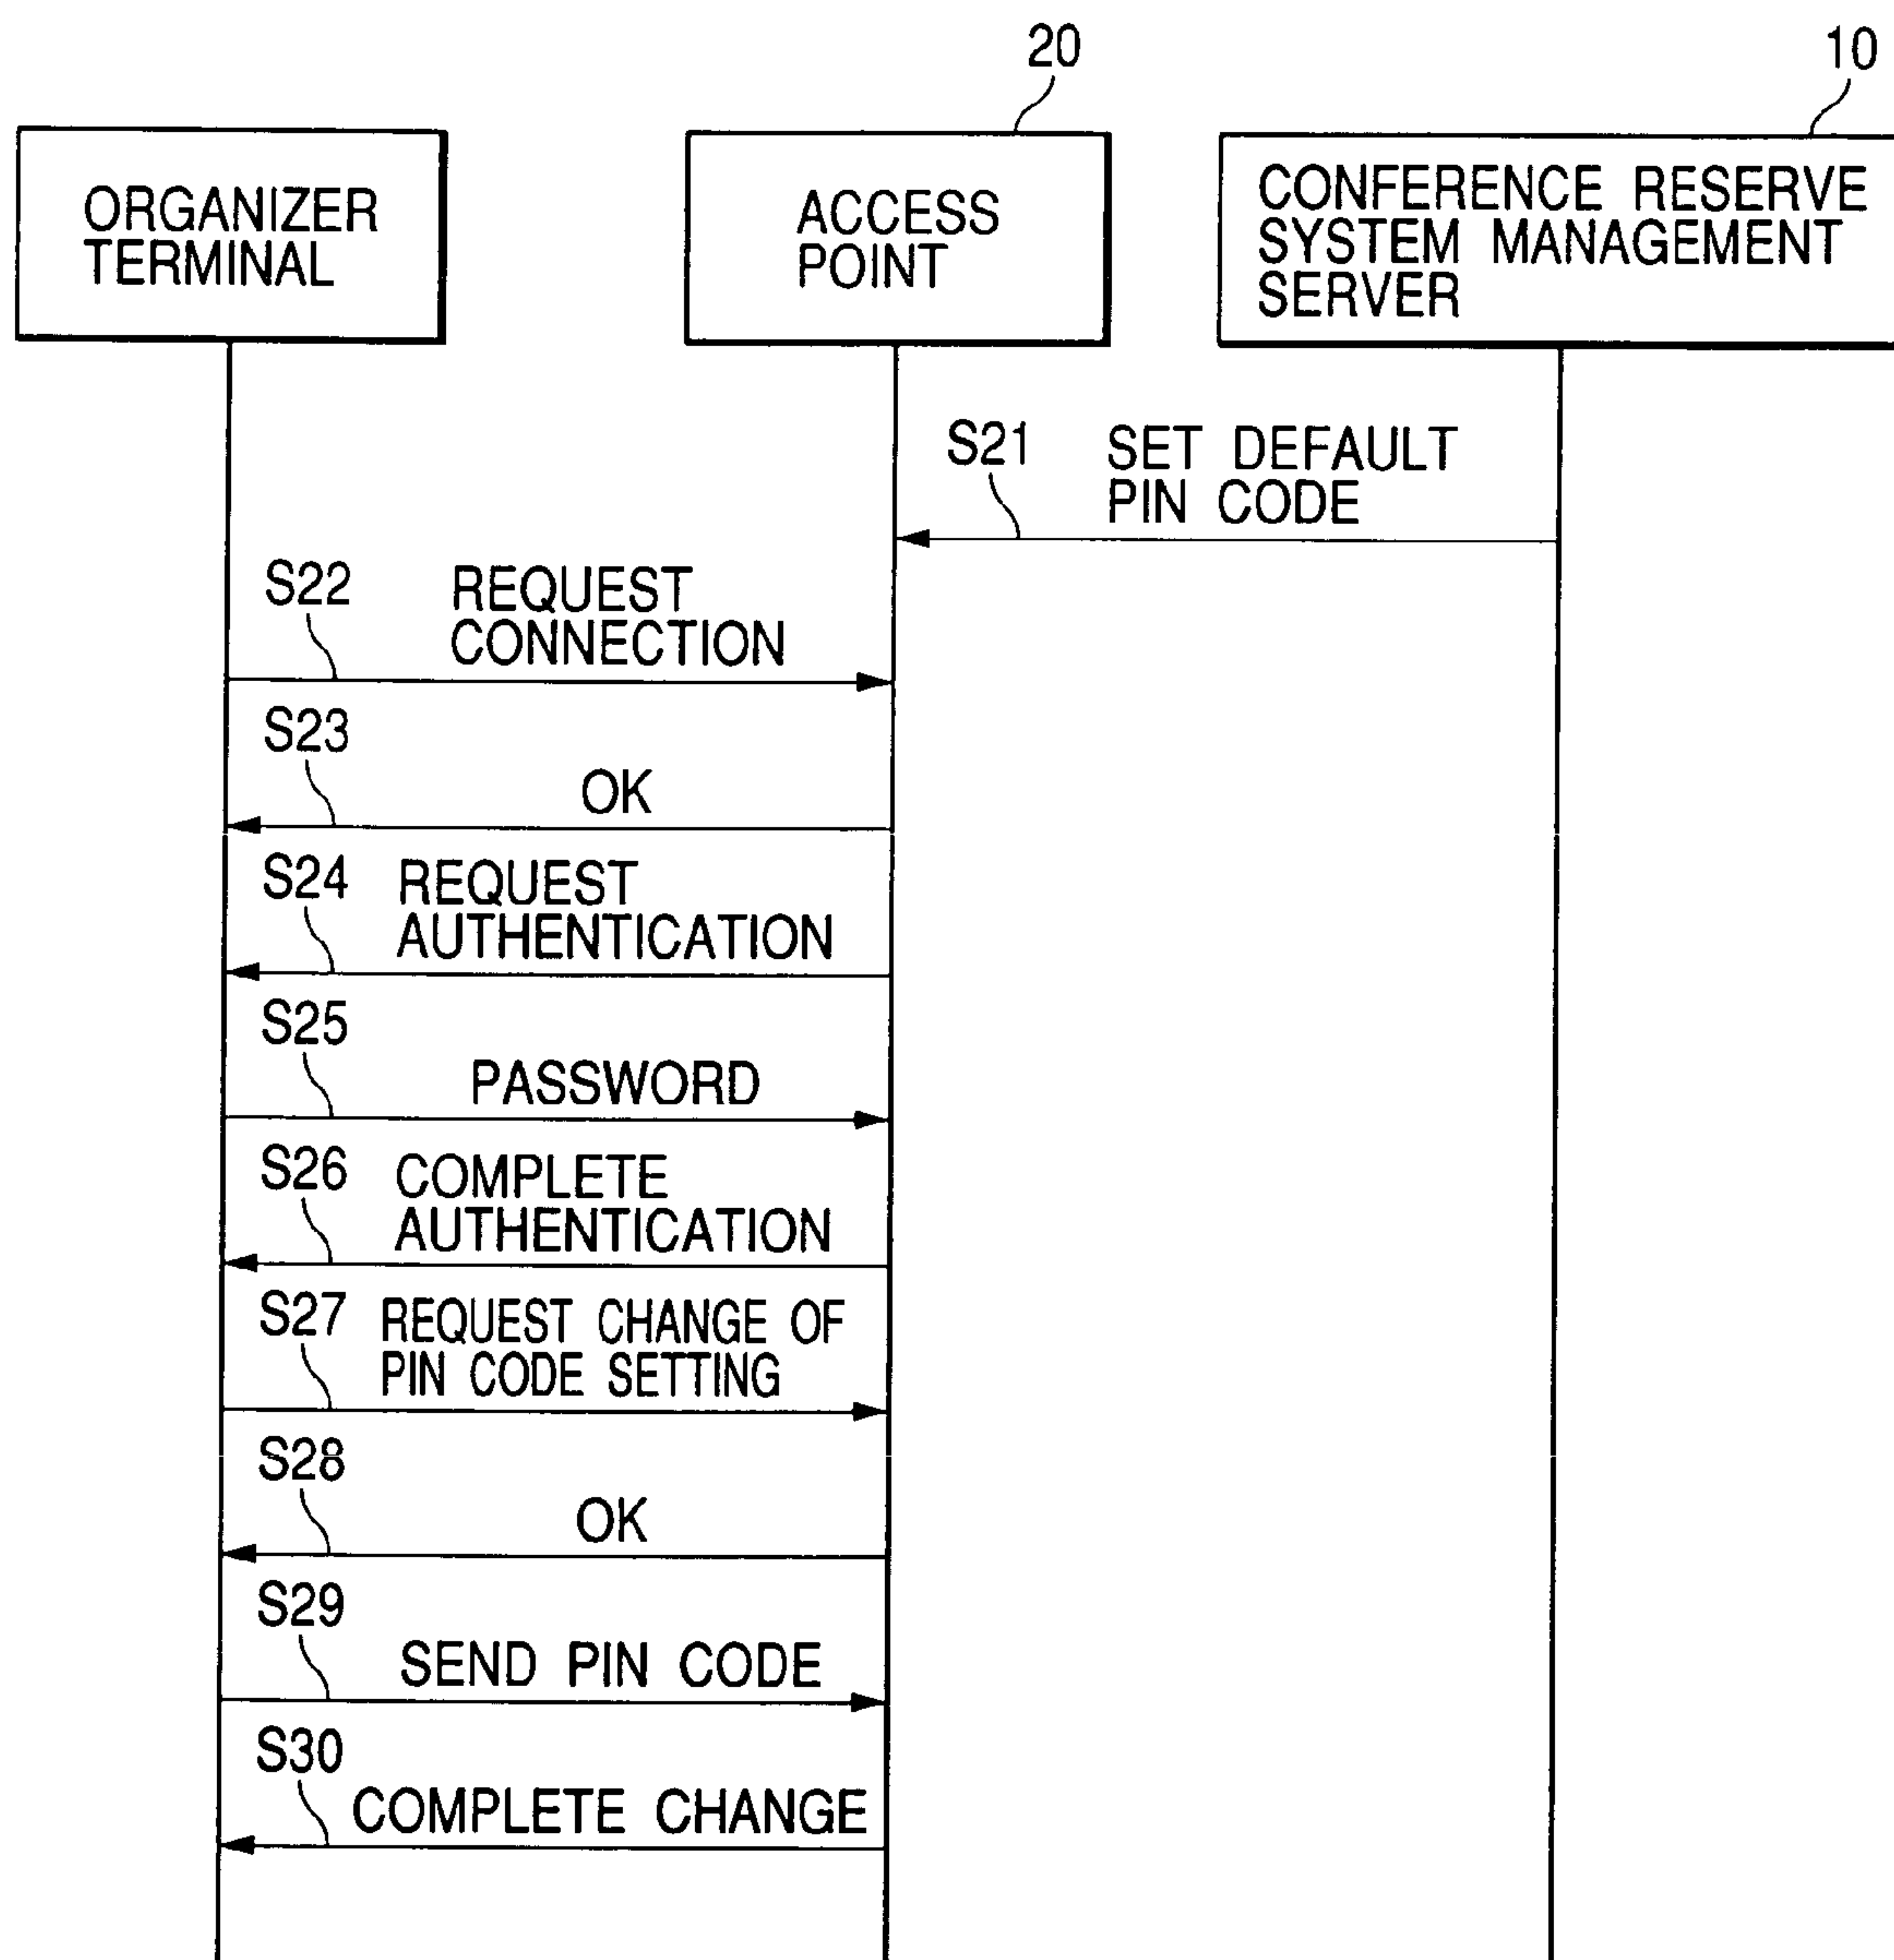 20
10
ORGANIZER
TERMINAL
ACCESS
POINT
CONFERENCE RESERVE
SYSTEM MANAGEMENT
SERVER
S21
SET DEFAULT
PIN CODE
S22
REQUEST
CONNECTION
S23
OK
S24
REQUEST
AUTHENTICATION
S25
PASSWORD
S26
COMPLETE
AUTHENTICATION
S27
REQUEST CHANGE OF
PIN CODE SETTING
S28
OK
S29
SEND PIN CODE
S30
COMPLETE CHANGE